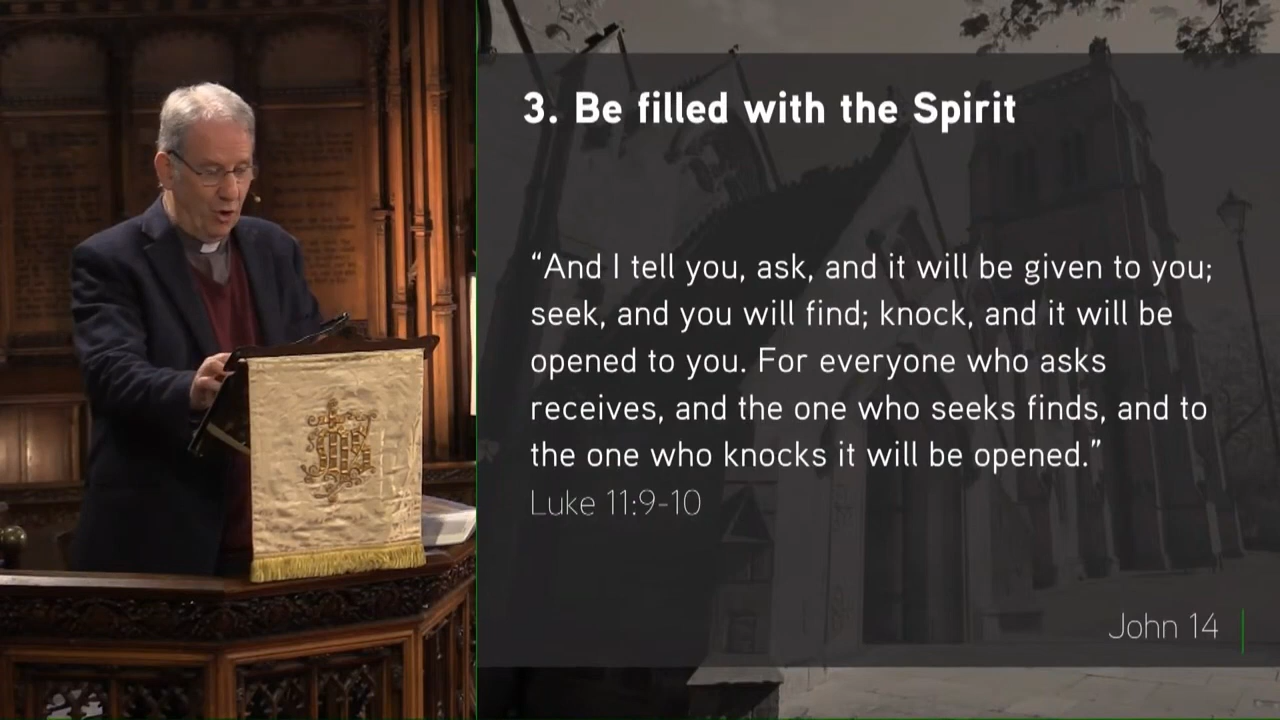 3. Be filled with the Spirit
“And I tell you, ask, and it will be given to you;
seek, and you will find; knock, and it will be
opened to you. For everyone who asks
receives, and the one who seeks finds, and to
the one who knocks it will be opened.”
Luke 11:9-10
John 14